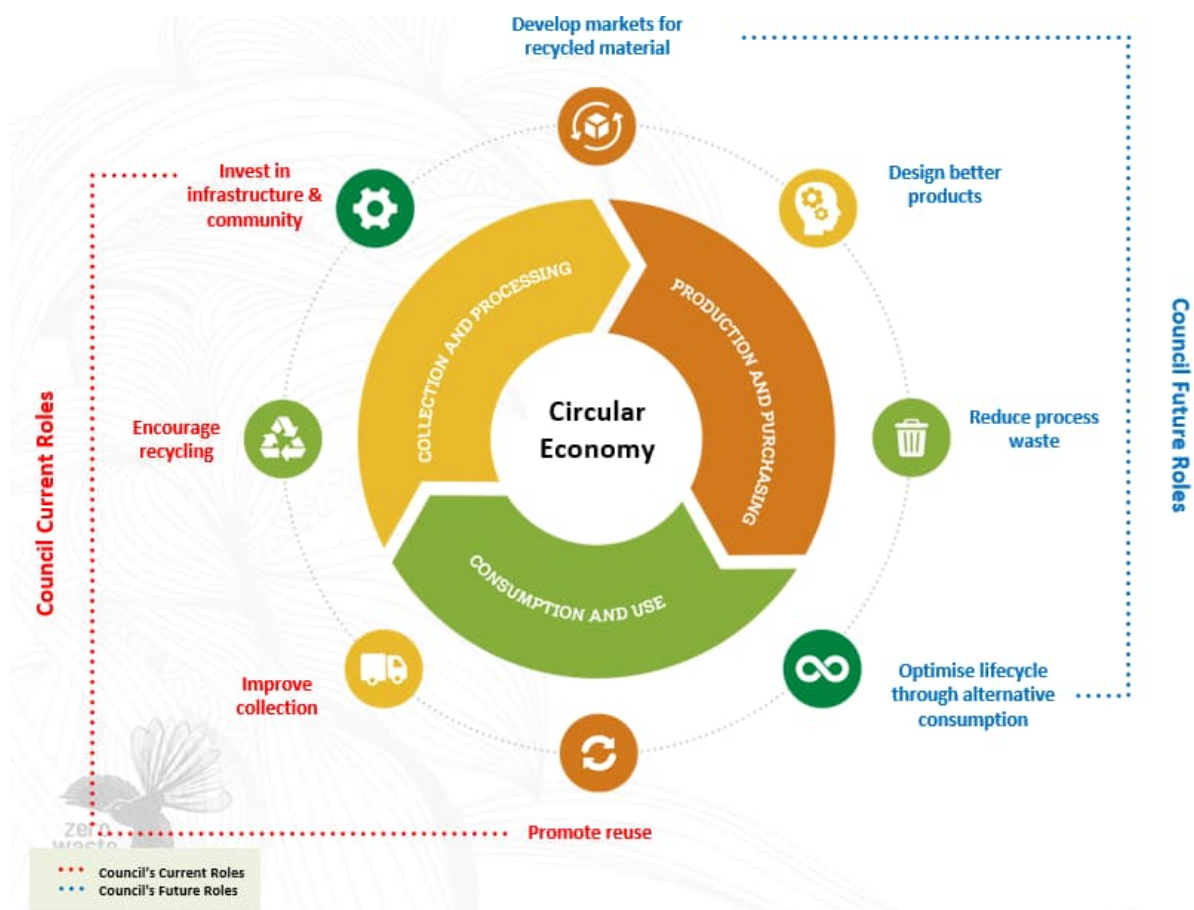 Develop markets for
recycled material
Invest in
infrastructure &
community
Design better
products
COLLECTION AND PROCESSING
PRODUCTION AND PURCHASING
CONSUMPTION AND USE
Circular
Economy
Encourage
recycling
Reduce process
waste
Council Current Roles
Council Future Roles
Improve
collection
Optimise lifecycle
through alternative
consumption
Promote reuse
zero
waste
Council's Current Roles
Council's Future Roles